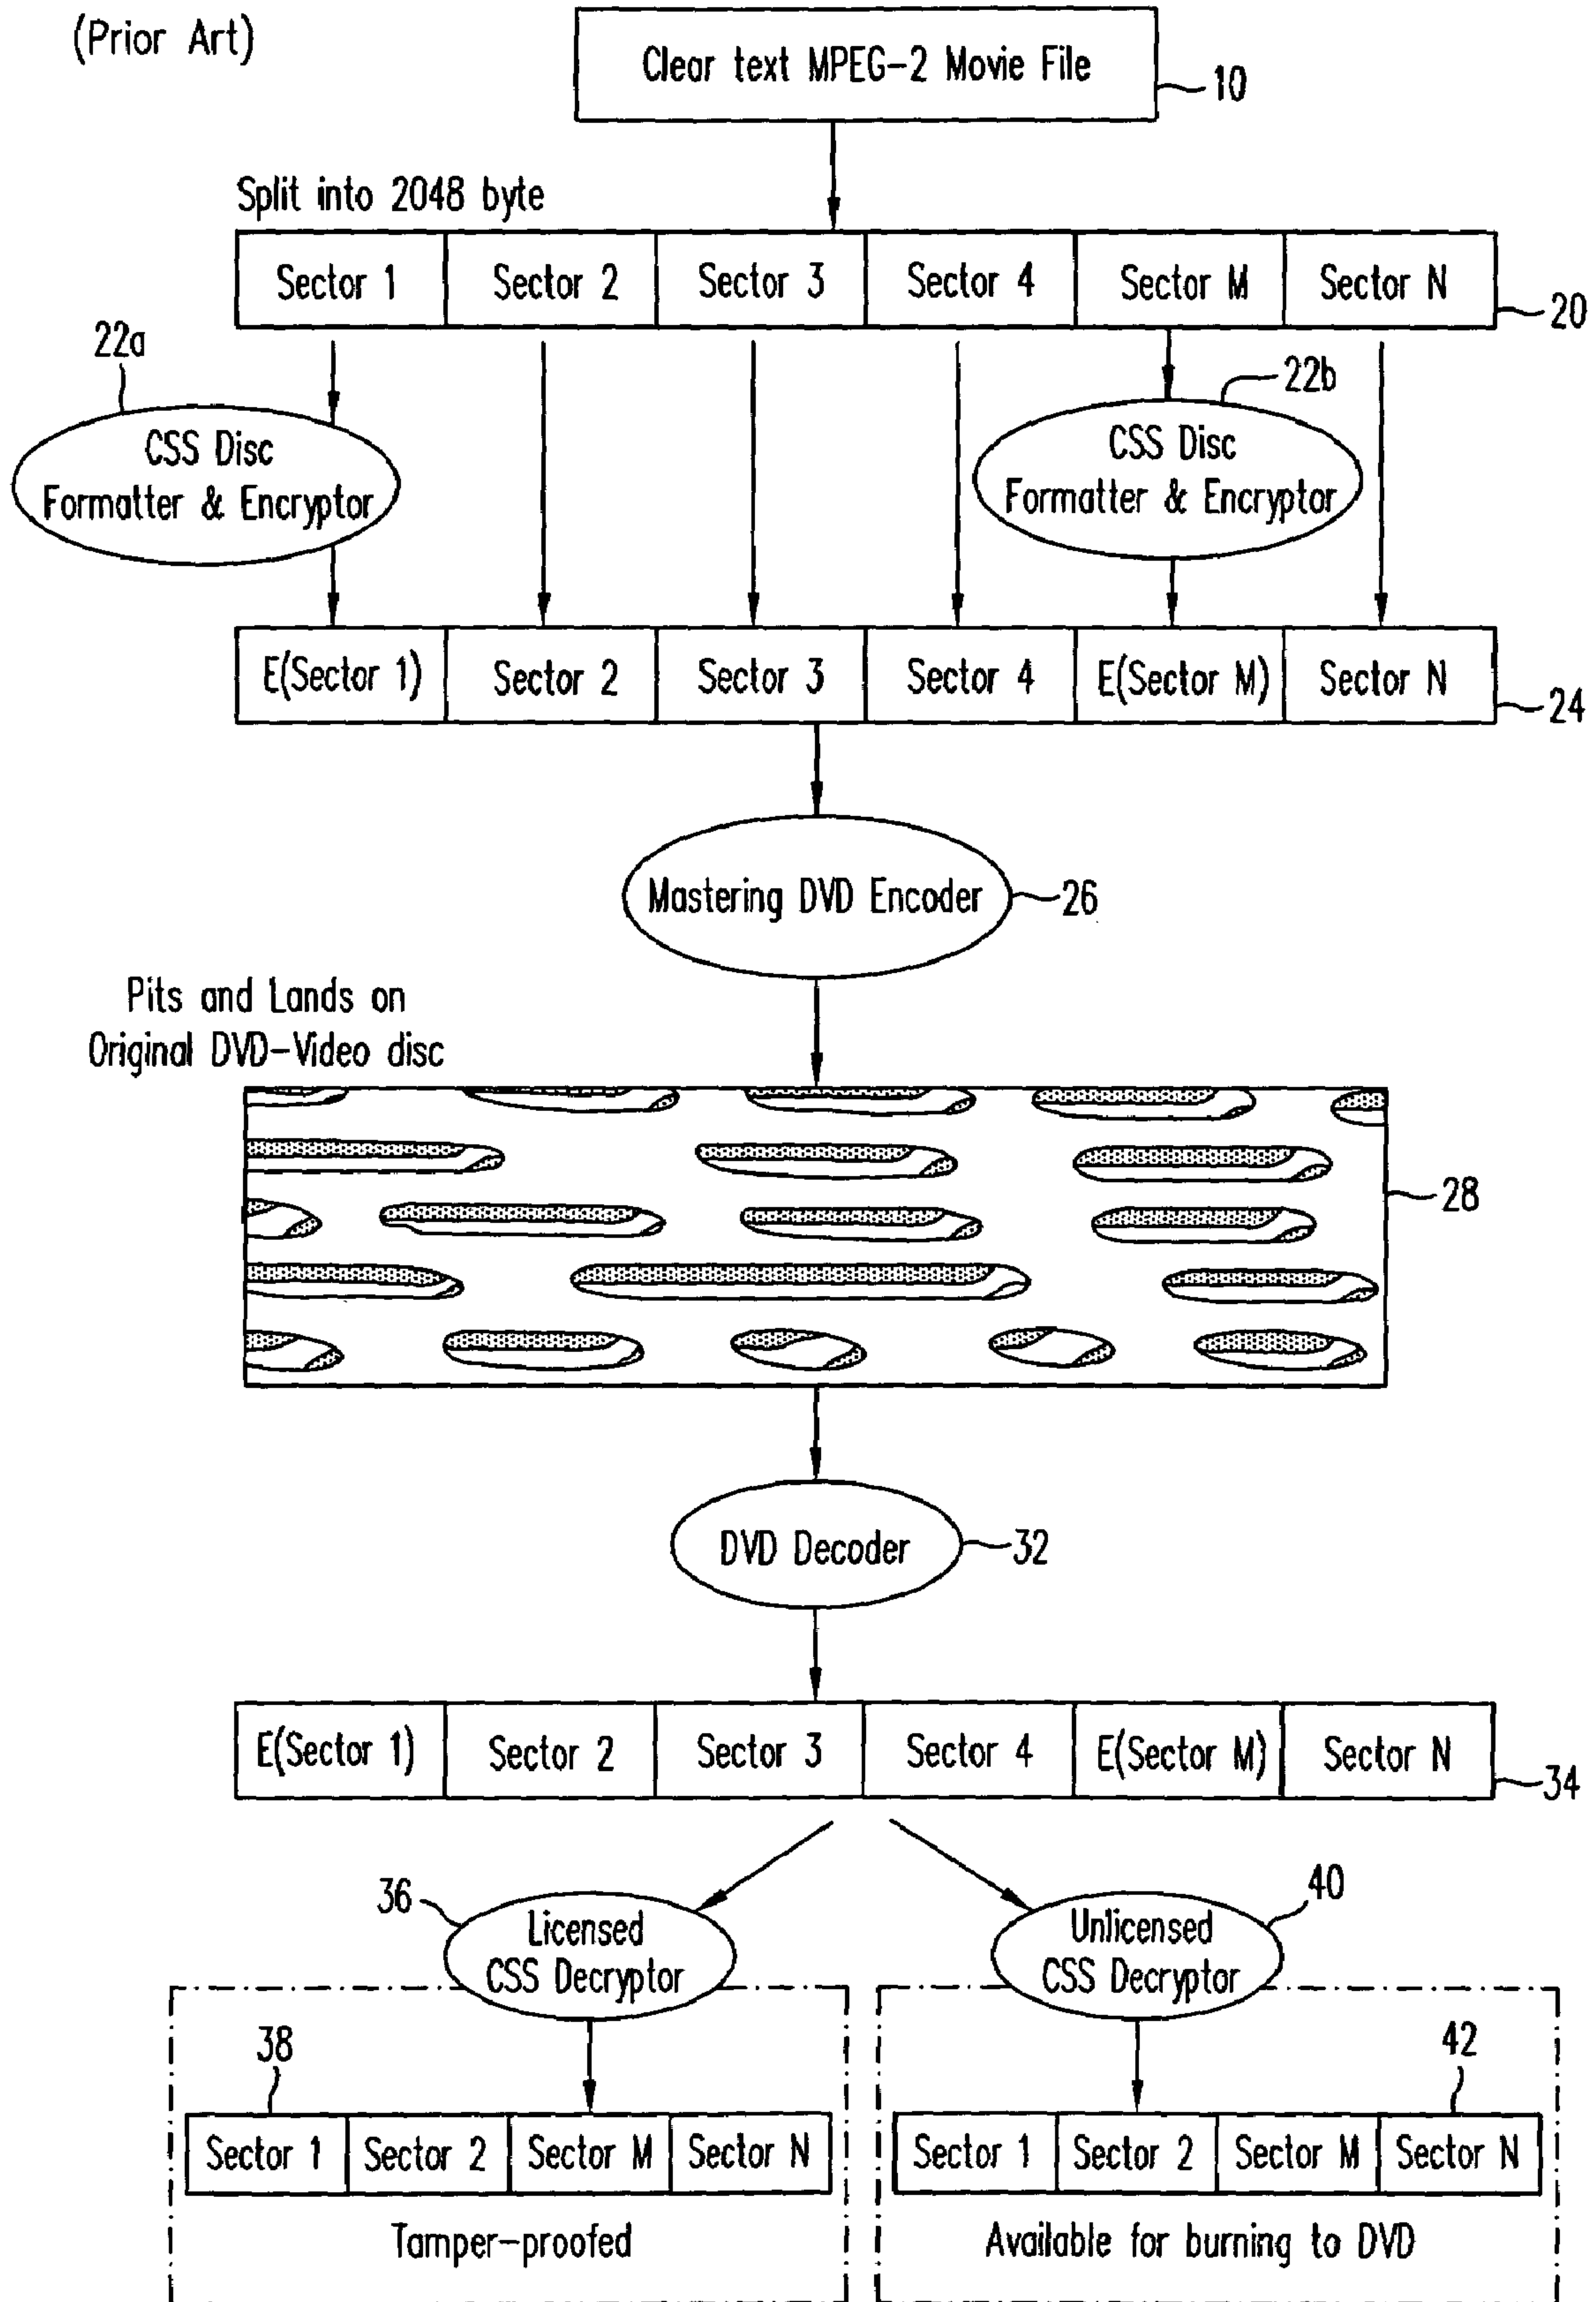 (Prior Art)
Clear text MPEG-2 Movie File
10
Split into 2048 byte
Sector 1 Sector 2 Sector 3 Sector 4 Sector M Sector N
20
22a
22b
CSS Disc
Formatter & Encryptor
CSS Disc
Formatter & Encryptor
E(Sector 1) Sector 2 Sector 3 Sector 4 E(Sector M) Sector N
24
Mastering DVD Encoder
26
Pits and Lands on
Original DVD-Video disc
28
DVD Decoder
32
E(Sector 1) Sector 2 Sector 3 Sector 4 E(Sector M) Sector N
34
36
Licensed
CSS Decryptor
40
Unlicensed
CSS Decryptor
38
Sector 1 Sector 2 Sector M Sector N
Tamper-proofed
42
Sector 1 Sector 2 Sector M Sector N
Available for burning to DVD